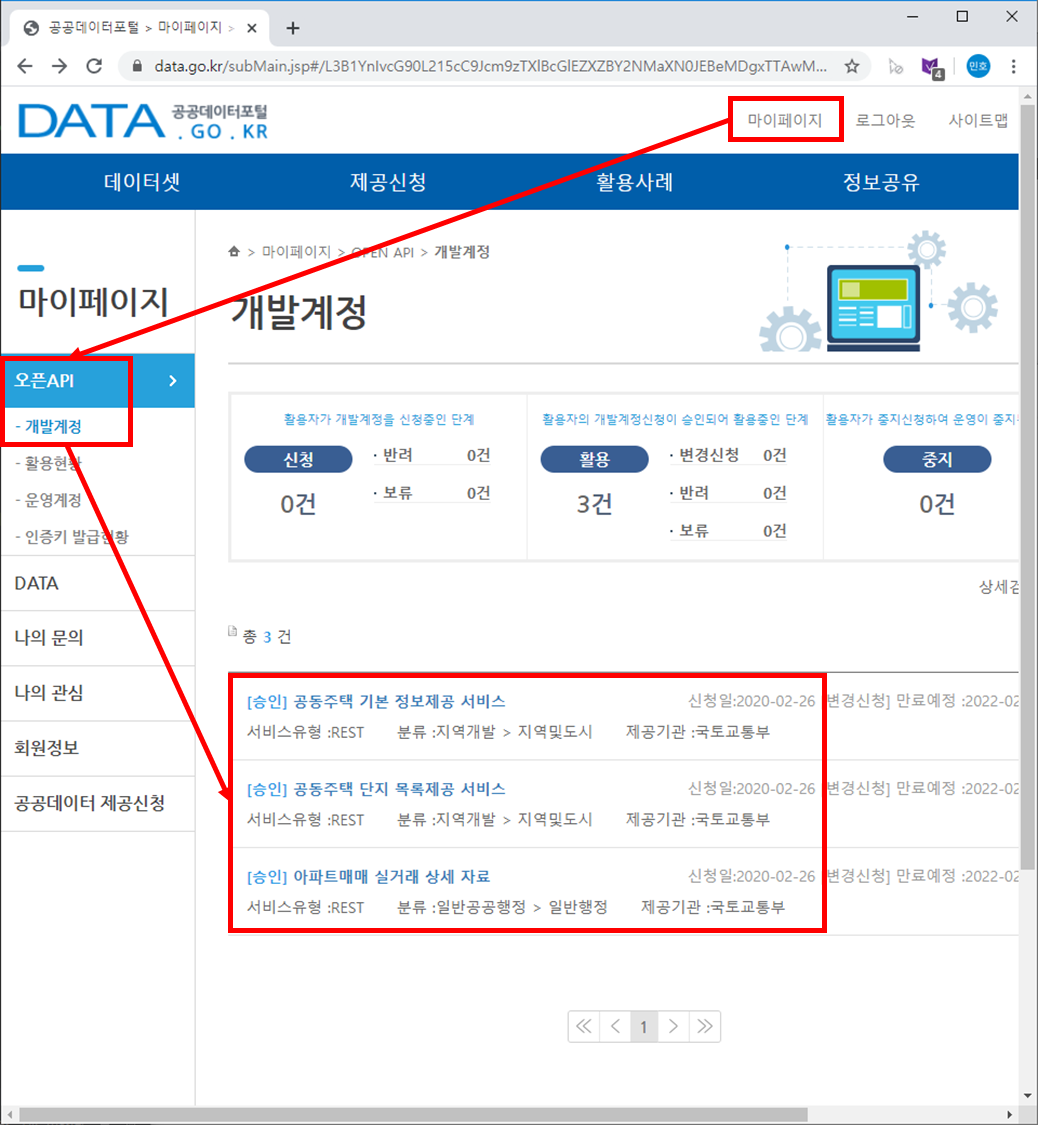 공공데이터포털 > 마이페이지 >
data.go.kr/subMain.jsp#/L3B1YnIvcG90L215cC9Jcm9zTXlBcGlEZXZBY2NMaXN0JEBeMDgxTTAwM...
4
민호
DATA 공공데이터포털
. GO . KR
마이페이지 로그아웃 사이트맵
데이터셋 제공신청 활용사례 정보공유
> 마이페이지 > OPEN API > 개발계정
마이페이지
개발계정
오픈API
- 개발계정
- 활용현황
- 운영계정
- 인증키 발급현황
DATA
나의 문의
나의 관심
회원정보
공공데이터 제공신청
활용자가 개발계정을 신청중인 단계
신청
0건
· 반려 0건
· 보류 0건
활용자의 개발계정신청이 승인되어 활용중인 단계
활용
3건
· 변경신청 0건
· 반려 0건
· 보류 0건
활용자가 중지신청하여 운영이 중지
중지
0건
상세검
총 3 건
[승인] 공동주택 기본 정보제공 서비스 신청일:2020-02-26 변경신청] 만료예정 :2022-02
서비스유형 :REST 분류 :지역개발 > 지역및도시 제공기관 :국토교통부
[승인] 공동주택 단지 목록제공 서비스 신청일:2020-02-26 변경신청] 만료예정 :2022-02
서비스유형 :REST 분류 :지역개발 > 지역및도시 제공기관 :국토교통부
[승인] 아파트매매 실거래 상세 자료 신청일:2020-02-26 변경신청] 만료예정 :2022-02
서비스유형 :REST 분류 :일반공공행정 > 일반행정 제공기관 :국토교통부
1